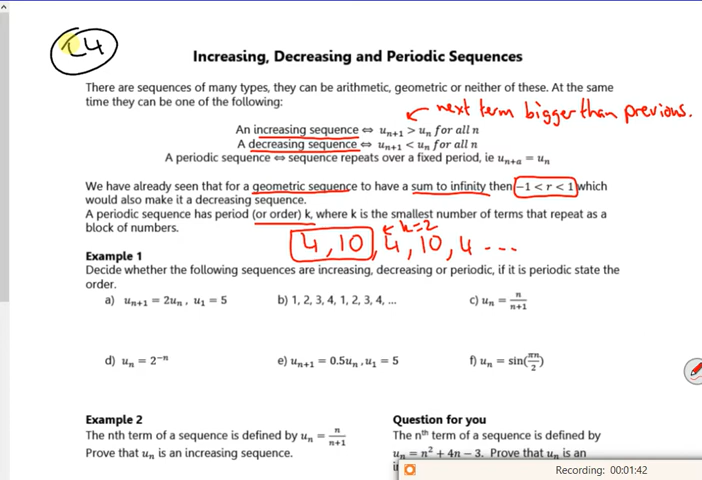 τ4
Increasing, Decreasing and Periodic Sequences
There are sequences of many types, they can be arithmetic, geometric or neither of these. At the same
time they can be one of the following:
next term bigger than previous.
An increasing sequence ⇔ uₙ₊₁ > uₙ for all n
A decreasing sequence ⇔ uₙ₊₁ < uₙ for all n
A periodic sequence ⇔ sequence repeats over a fixed period, ie uₙ₊ₐ = uₙ
We have already seen that for a geometric sequence to have a sum to infinity then −1 < r < 1 which
would also make it a decreasing sequence.
A periodic sequence has period (or order) k, where k is the smallest number of terms that repeat as a
block of numbers.
k=2
4, 10, 4, 10, 4 ...
Example 1
Decide whether the following sequences are increasing, decreasing or periodic, if it is periodic state the
order.
a) uₙ₊₁ = 2uₙ , u₁ = 5 b) 1, 2, 3, 4, 1, 2, 3, 4, ... c) uₙ = n/(n+1)
d) uₙ = 2⁻ⁿ e) uₙ₊₁ = 0.5uₙ , u₁ = 5 f) uₙ = sin(πn/2)
Example 2
The nth term of a sequence is defined by uₙ = n/(n+1)
Prove that uₙ is an increasing sequence.
Question for you
The nᵗʰ term of a sequence is defined by
uₙ = n² + 4n − 3. Prove that uₙ is an
Recording: 00:01:42